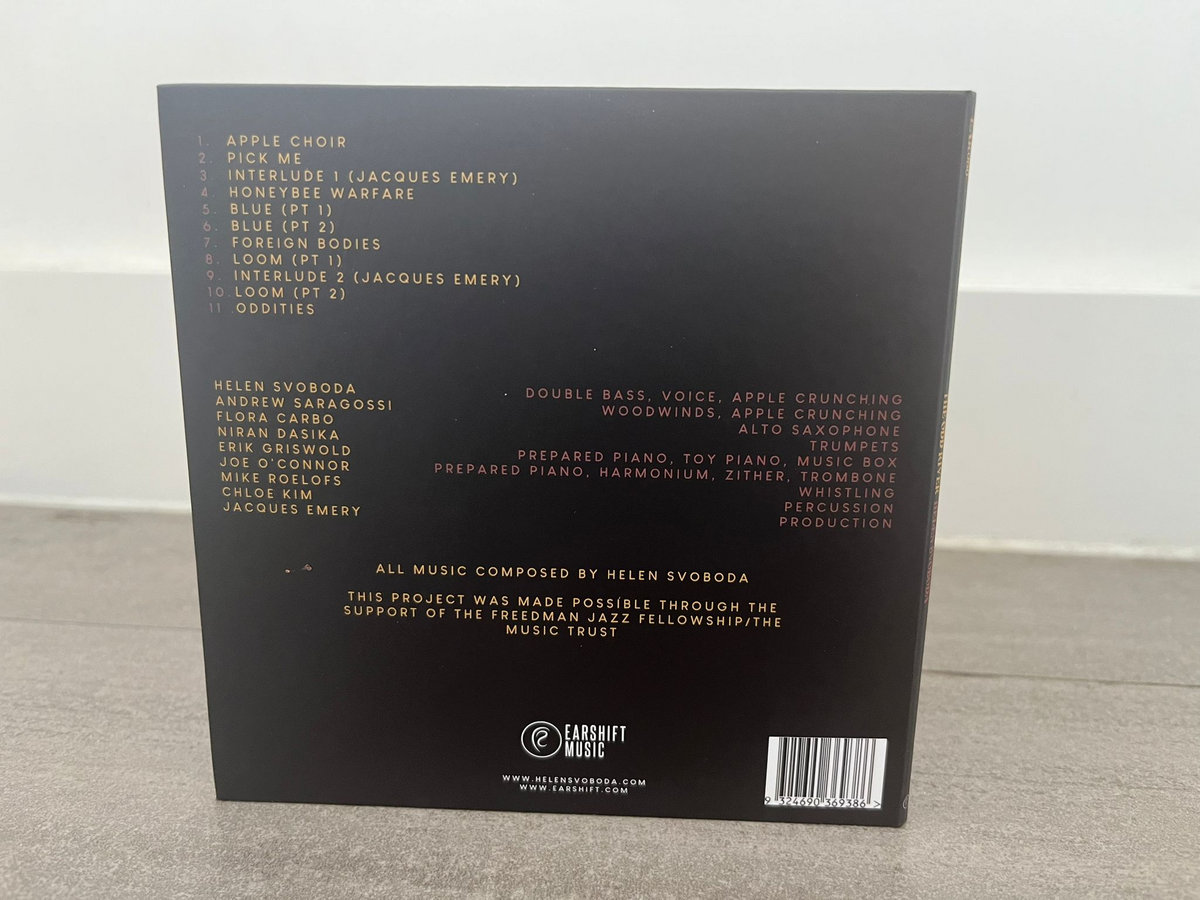 1. APPLE CHOIR
2. PICK ME
3. INTERLUDE 1 (JACQUES EMERY)
4. HONEYBEE WARFARE
5. BLUE (PT 1)
6. BLUE (PT 2)
7. FOREIGN BODIES
8. LOOM (PT 1)
9. INTERLUDE 2 (JACQUES EMERY)
10. LOOM (PT 2)
11. ODDITIES
HELEN SVOBODA DOUBLE BASS, VOICE, APPLE CRUNCHING
ANDREW SARAGOSSI WOODWINDS, APPLE CRUNCHING
FLORA CARBO ALTO SAXOPHONE
NIRAN DASIKA TRUMPETS
ERIK GRISWOLD PREPARED PIANO, TOY PIANO, MUSIC BOX
JOE O'CONNOR PREPARED PIANO, HARMONIUM, ZITHER, TROMBONE
MIKE ROELOFS WHISTLING
CHLOE KIM PERCUSSION
JACQUES EMERY PRODUCTION
ALL MUSIC COMPOSED BY HELEN SVOBODA
THIS PROJECT WAS MADE POSSIBLE THROUGH THE
SUPPORT OF THE FREEDMAN JAZZ FELLOWSHIP/THE
MUSIC TRUST
EARSHIFT
MUSIC
WWW.HELENSVOBODA.COM
WWW.EARSHIFT.COM
9 324690 369386 >